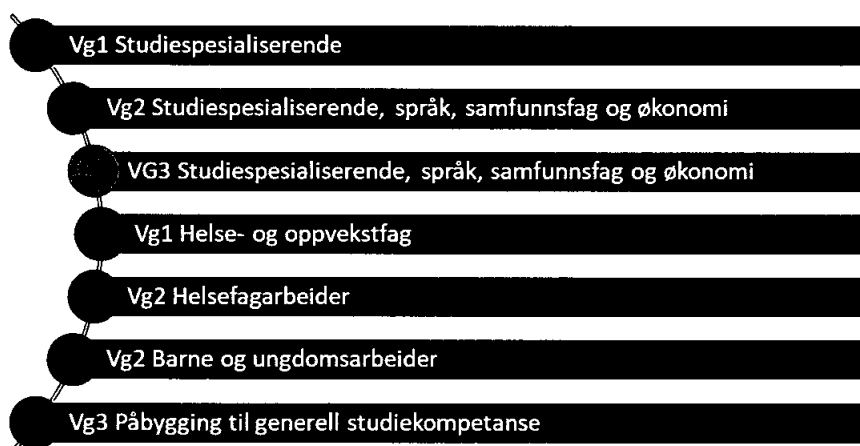 Vg1 Studiespesialiserende
Vg2 Studiespesialiserende, språk, samfunnsfag og økonomi
VG3 Studiespesialiserende, språk, samfunnsfag og økonomi
Vg1 Helse- og oppvekstfag
Vg2 Helsefagarbeider
Vg2 Barne og ungdomsarbeider
Vg3 Påbygging til generell studiekompetanse